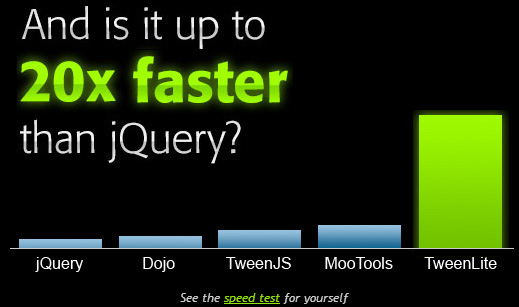 And is it up to
20x faster
than jQuery?
jQuery Dojo TweenJS MooTools TweenLite
See the speed test for yourself